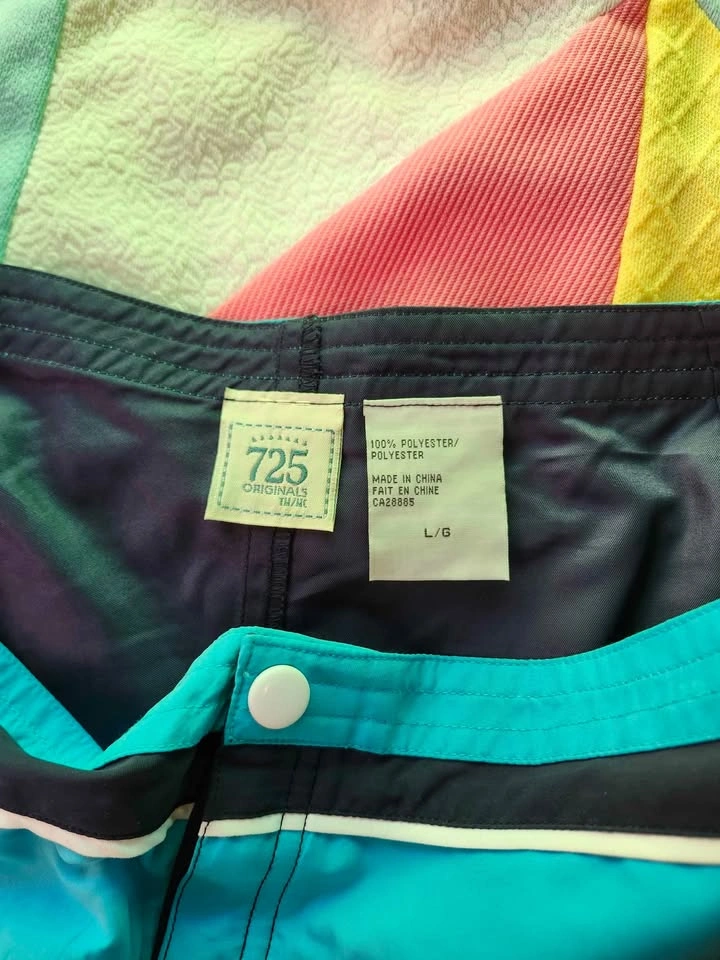 725
ORIGINALS
TM/MC
100% POLYESTER/
POLYESTER
MADE IN CHINA
FAIT EN CHINE
CA28885
L/G